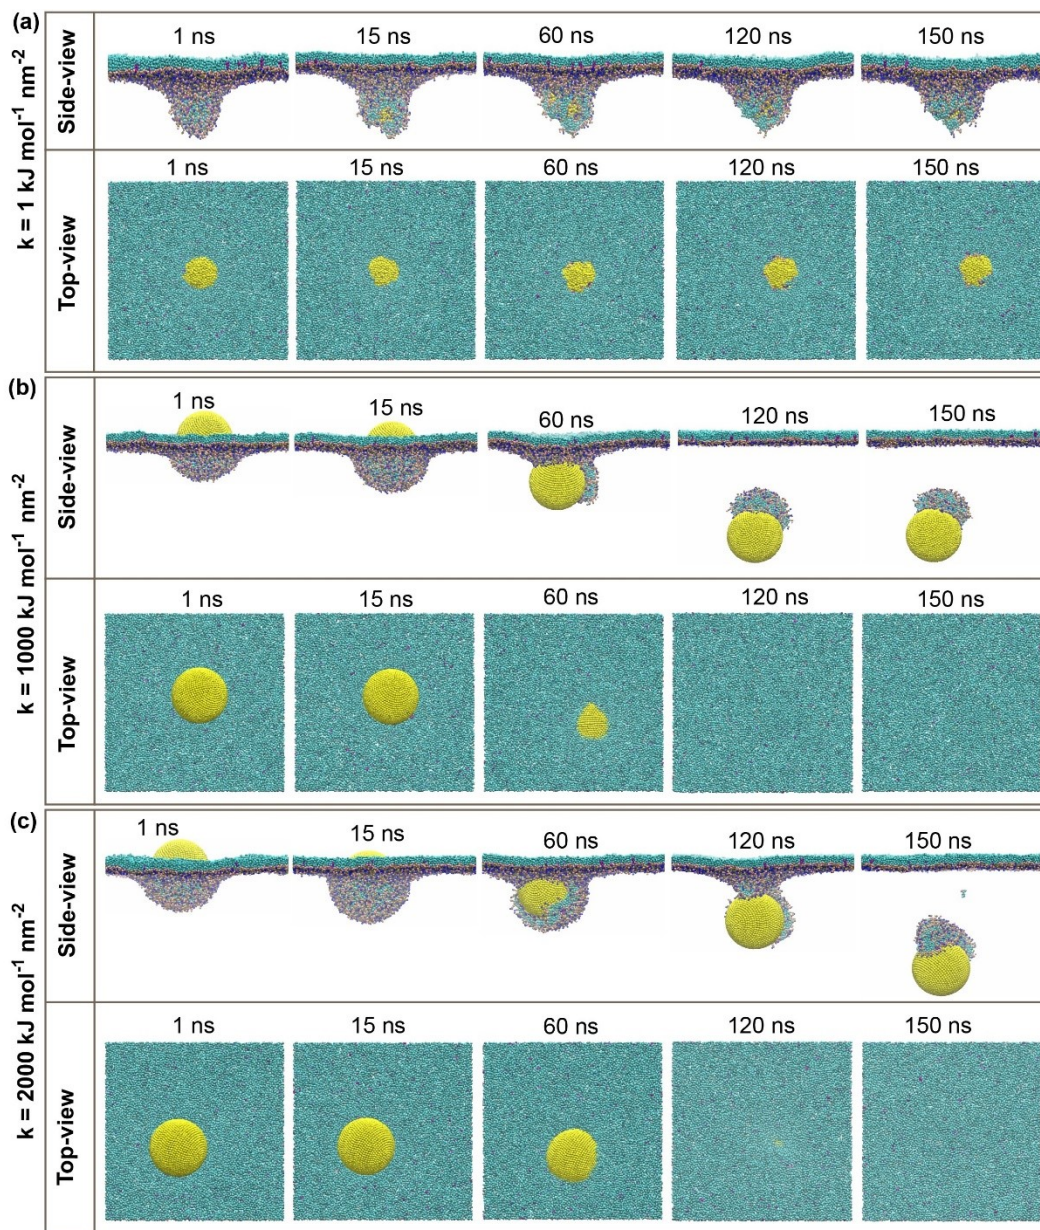 (a)
k = 1 kJ mol⁻¹ nm⁻²
Side-view
1 ns 15 ns 60 ns 120 ns 150 ns
Top-view
1 ns 15 ns 60 ns 120 ns 150 ns
(b)
k = 1000 kJ mol⁻¹ nm⁻²
Side-view
1 ns 15 ns 60 ns 120 ns 150 ns
Top-view
1 ns 15 ns 60 ns 120 ns 150 ns
(c)
k = 2000 kJ mol⁻¹ nm⁻²
Side-view
1 ns 15 ns 60 ns 120 ns 150 ns
Top-view
1 ns 15 ns 60 ns 120 ns 150 ns